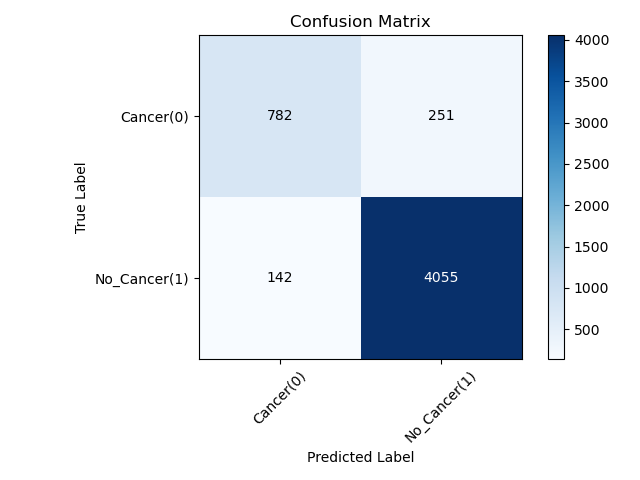 Confusion Matrix
True Label
Cancer(0)
782
251
No_Cancer(1)
142
4055
Cancer(0)
No_Cancer(1)
Predicted Label
4000
3500
3000
2500
2000
1500
1000
500